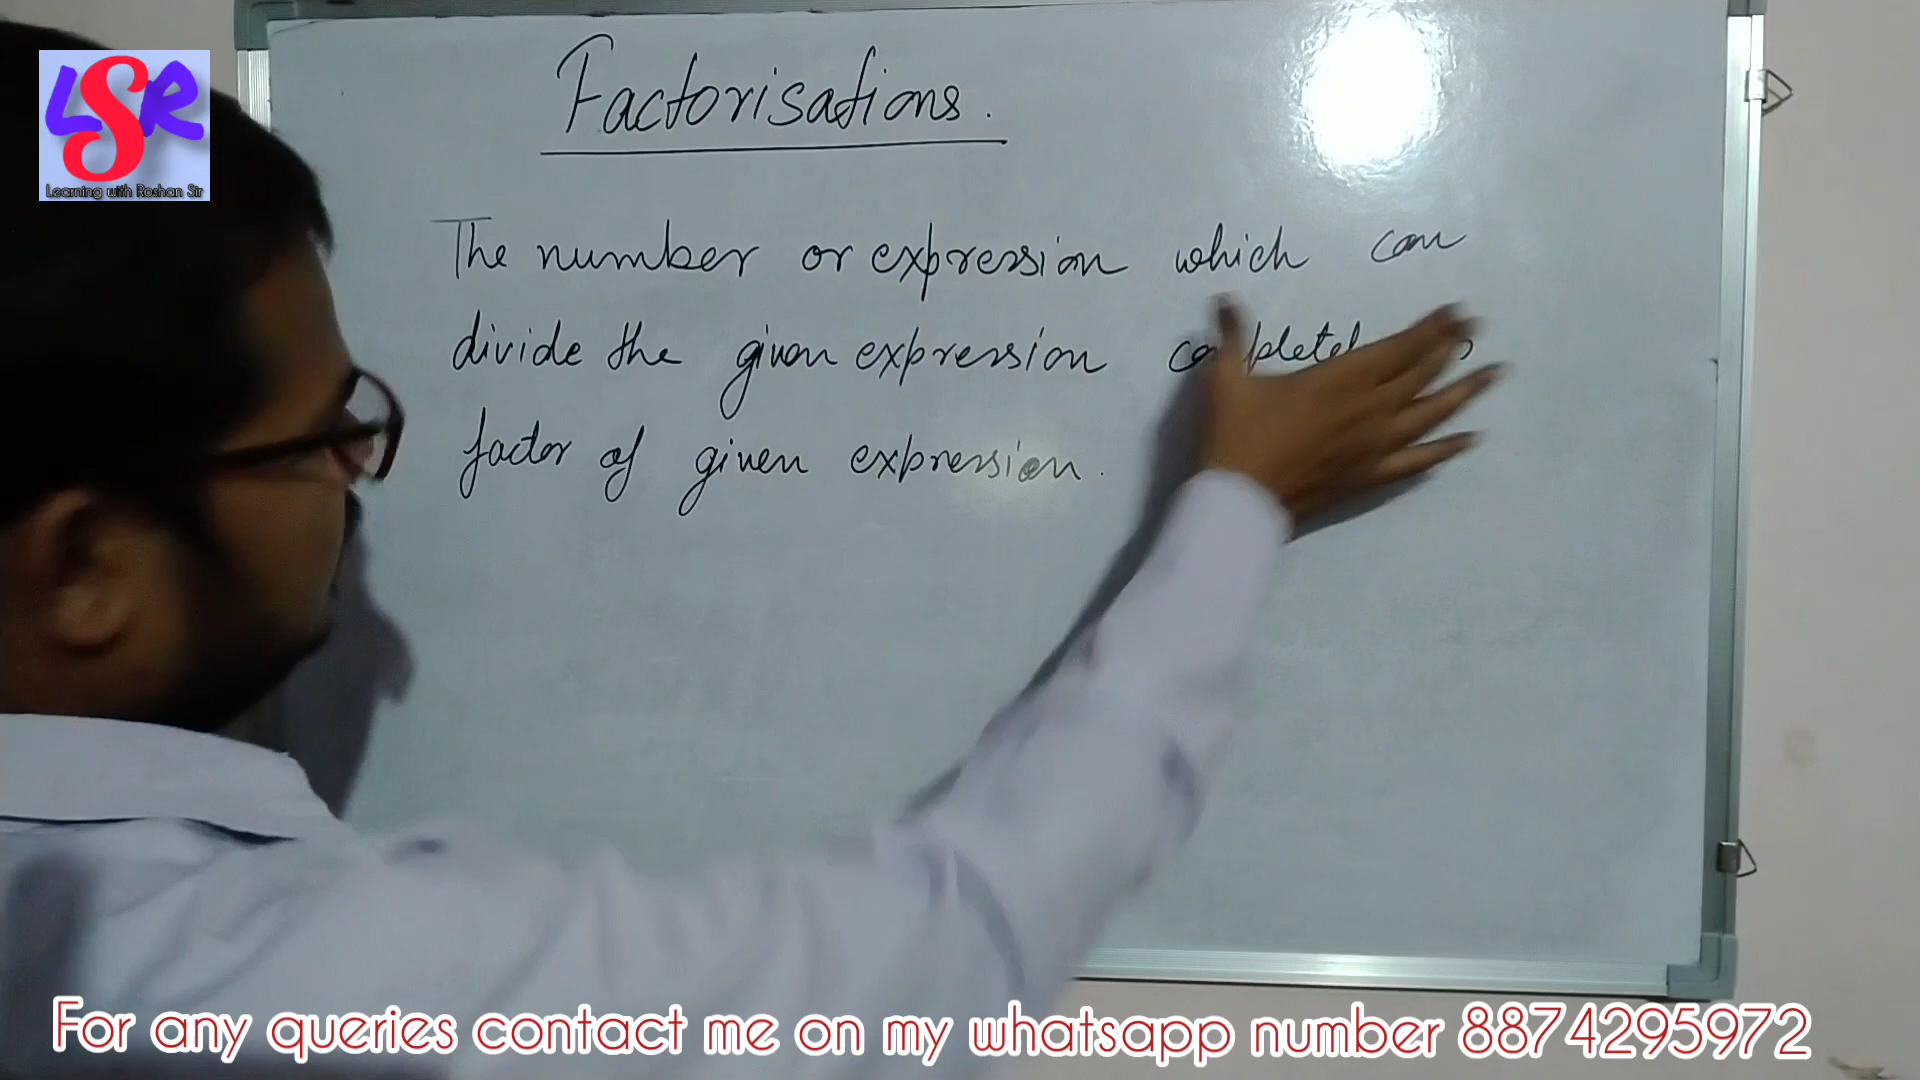 LSR
Learning with Roshan Sir
Factorisations.
The number or expression which can
divide the given expression
factor of given expression.
For any queries contact me on my whatsapp number 8874295972